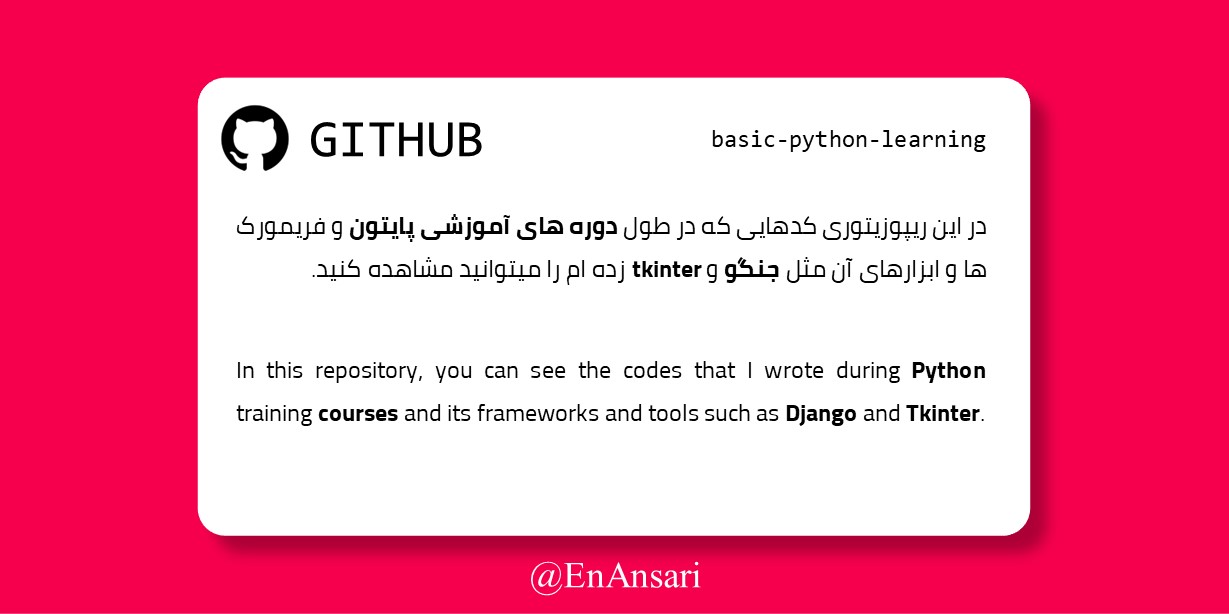 GITHUB
basic-python-learning
در این ریپوزیتوری کدهایی که در طول دوره های آموزشی پایتون و فریمورک
ها و ابزارهای آن مثل جنگو و tkinter زده ام را میتوانید مشاهده کنید.
In this repository, you can see the codes that I wrote during Python
training courses and its frameworks and tools such as Django and Tkinter.
@EnAnsari